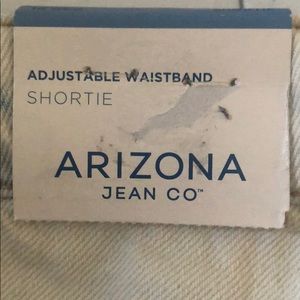 ADJUSTABLE WAISTBAND
SHORTIE
ARIZONA
JEAN CO™